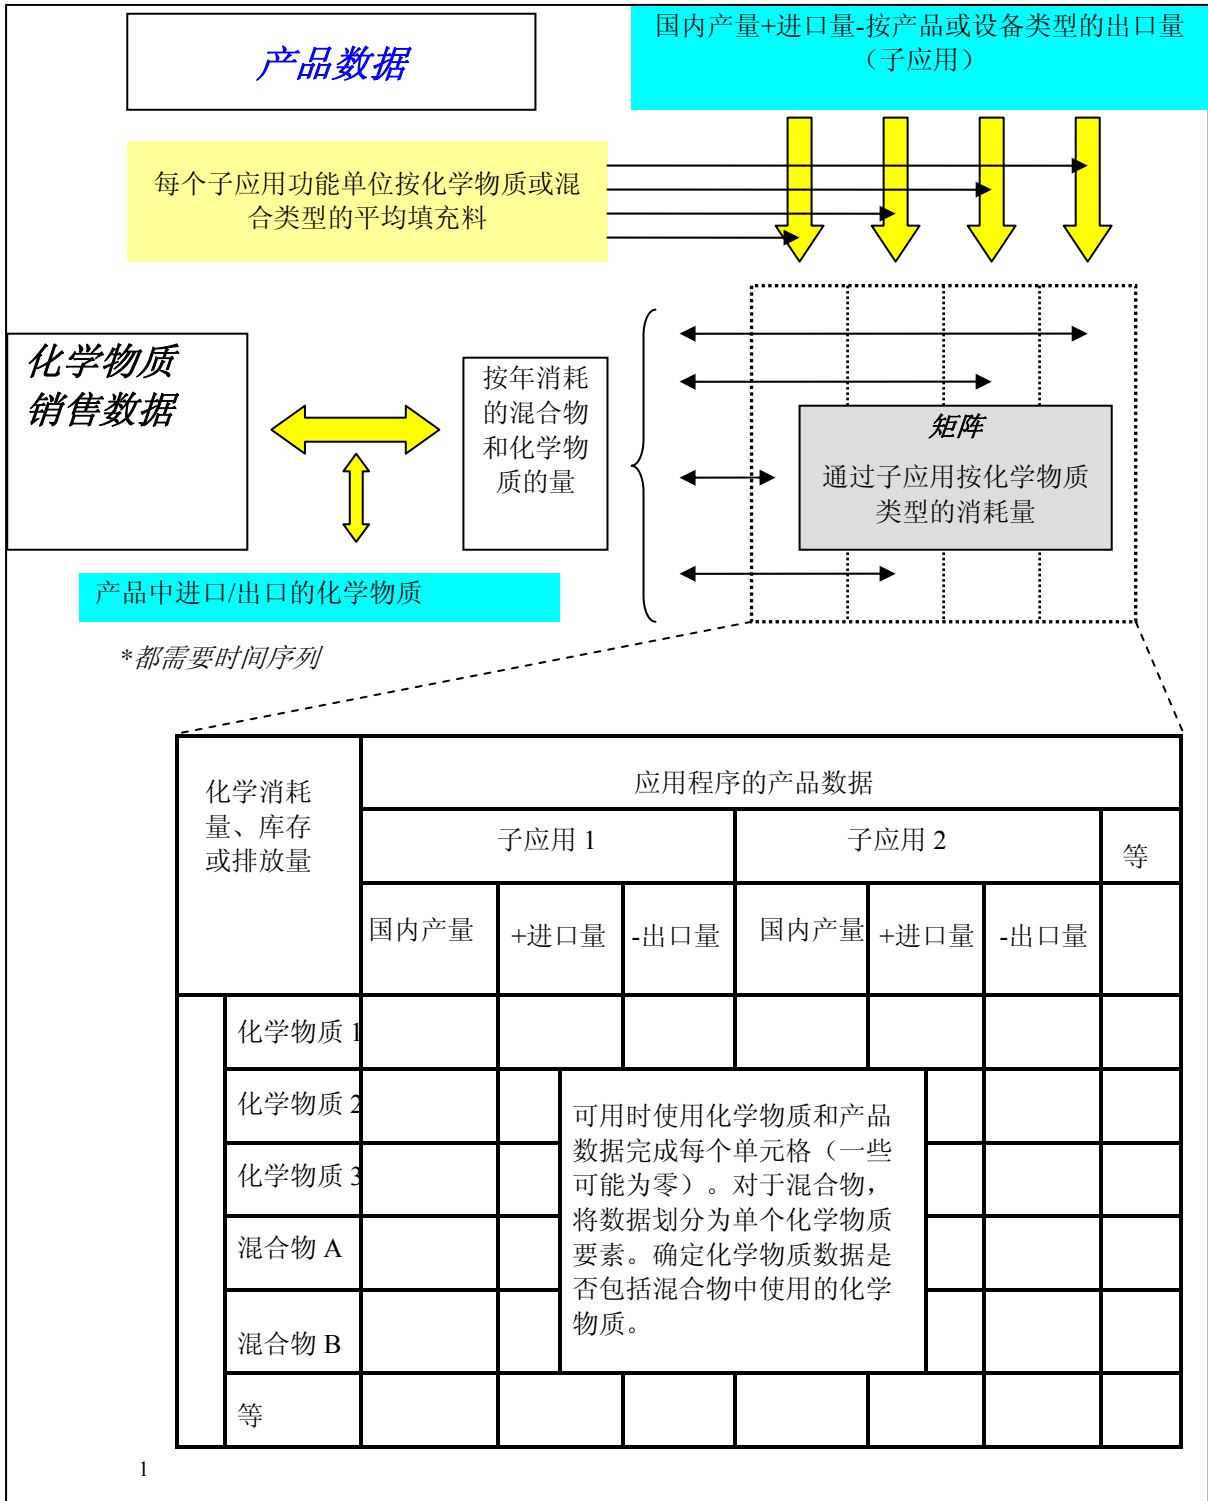 产品数据
国内产量+进口量-按产品或设备类型的出口量
（子应用）
每个子应用功能单位按化学物质或混
合类型的平均填充料
化学物质
销售数据
按年消耗
的混合物
和化学物
质的量
矩阵
通过子应用按化学物质
类型的消耗量
产品中进口/出口的化学物质
*都需要时间序列
化学消耗
量、库存
或排放量
应用程序的产品数据
子应用 1
子应用 2
等
国内产量
+进口量
-出口量
国内产量
+进口量
-出口量
化学物质 1
化学物质 2
化学物质 3
混合物 A
混合物 B
等
可用时使用化学物质和产品
数据完成每个单元格（一些
可能为零）。对于混合物，
将数据划分为单个化学物质
要素。确定化学物质数据是
否包括混合物中使用的化学
物质。
1